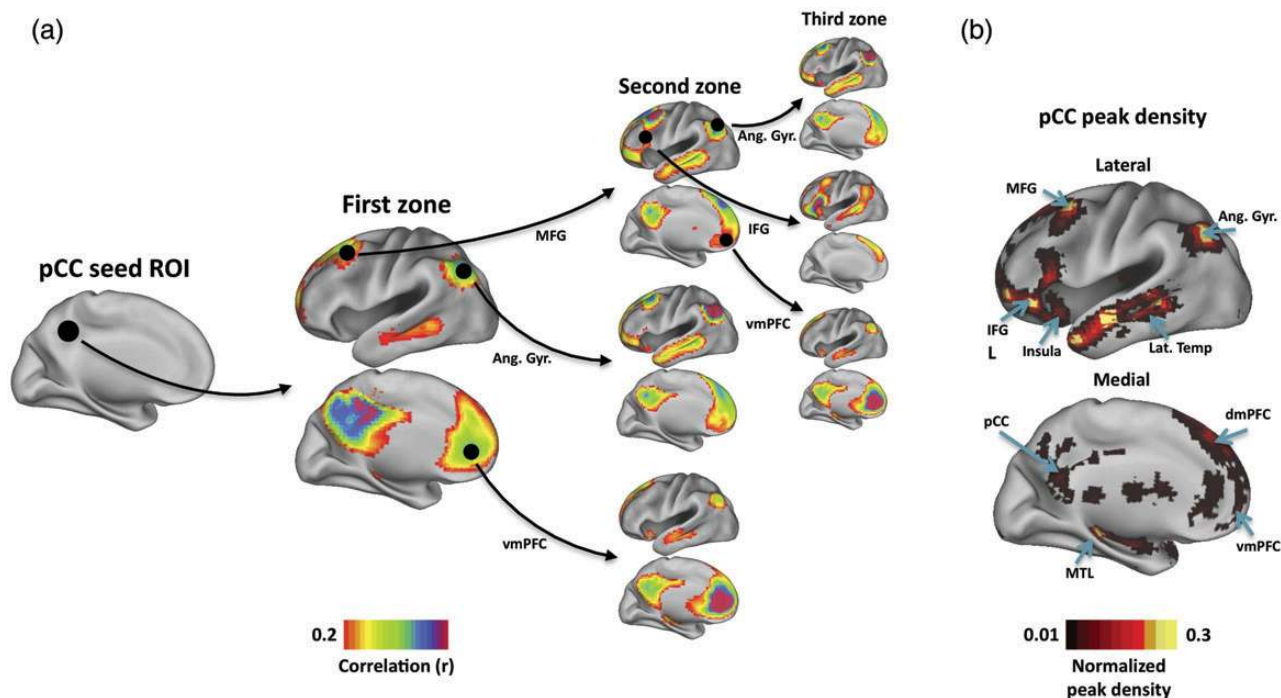 (a)
pCC seed ROI
First zone
MFG
Ang. Gyr.
vmPFC
Second zone
Ang. Gyr.
IFG
vmPFC
Third zone
0.2
Correlation (r)
(b)
pCC peak density
Lateral
MFG
Ang. Gyr.
IFG
L
Insula
Lat. Temp
Medial
pCC
dmPFC
MTL
vmPFC
0.01
0.3
Normalized
peak density